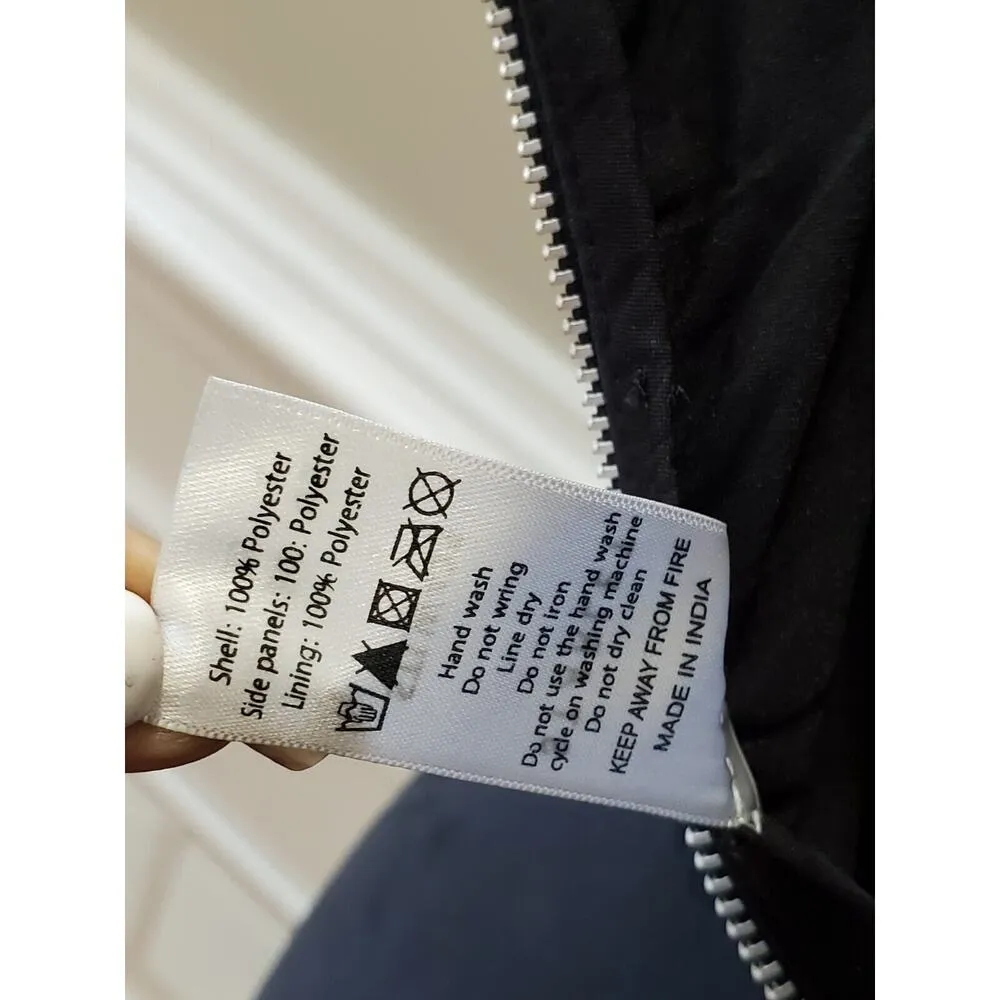 Shell: 100% Polyester
Side panels: 100: Polyester
Lining: 100% Polyester
Hand wash
Do not wring
Line dry
Do not iron
Do not use the hand wash
cycle on washing machine
Do not dry clean
KEEP AWAY FROM FIRE
MADE IN INDIA